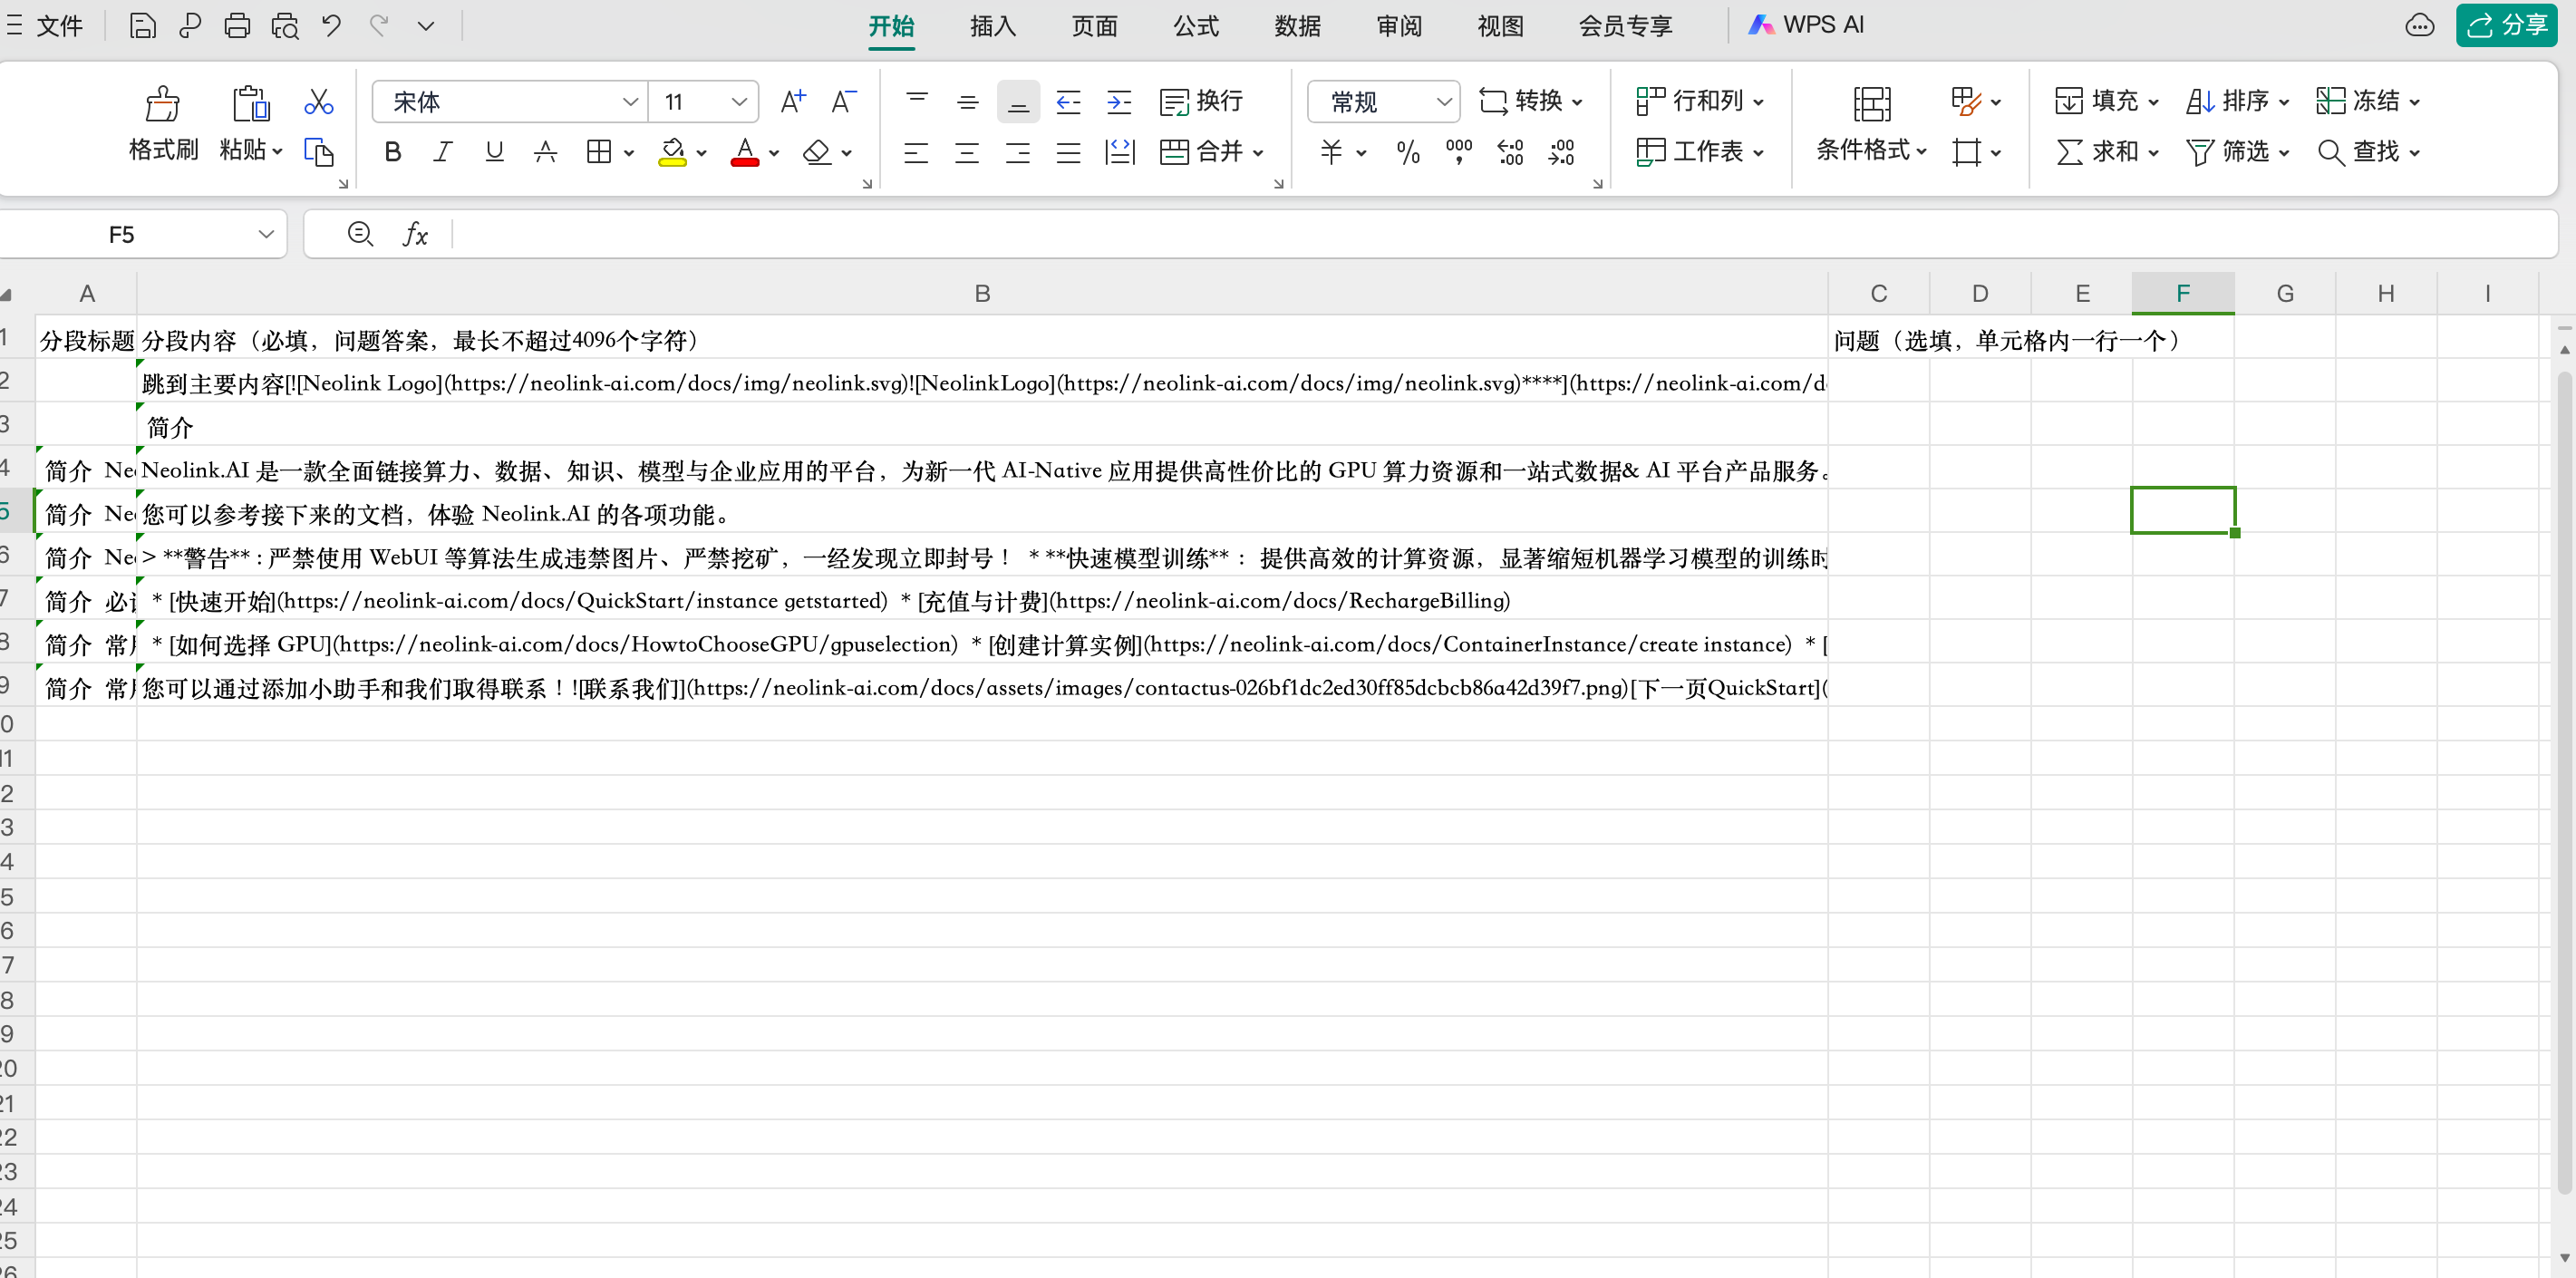 文件 开始 插入 页面 公式 数据 审阅 视图 会员专享 WPS AI 分享
宋体 11 换行 常规 转换 行和列 填充 排序 冻结
格式刷 粘贴 B I U A 合并 ¥ % 000 工作表 条件格式 求和 筛选 查找
F5 fx
A B C D E F G H I
1 分段标题 分段内容（必填，问题答案，最长不超过4096个字符） 问题（选填，单元格内一行一个）
2 跳到主要内容[![Neolink Logo](https://neolink-ai.com/docs/img/neolink.svg)![NeolinkLogo](https://neolink-ai.com/docs/img/neolink.svg)****](https://neolink-ai.com/d
3 简介
4 简介 Ne Neolink.AI 是一款全面链接算力、数据、知识、模型与企业应用的平台，为新一代 AI-Native 应用提供高性价比的 GPU 算力资源和一站式数据& AI 平台产品服务。
5 简介 Ne 您可以参考接下来的文档，体验 Neolink.AI 的各项功能。
6 简介 Ne > **警告** : 严禁使用 WebUI 等算法生成违禁图片、严禁挖矿，一经发现立即封号！ * **快速模型训练** ： 提供高效的计算资源，显著缩短机器学习模型的训练时
7 简介 必 * [快速开始](https://neolink-ai.com/docs/QuickStart/instance getstarted) * [充值与计费](https://neolink-ai.com/docs/RechargeBilling)
8 简介 常 * [如何选择 GPU](https://neolink-ai.com/docs/HowtoChooseGPU/gpuselection) * [创建计算实例](https://neolink-ai.com/docs/ContainerInstance/create instance) * [
9 简介 常 您可以通过添加小助手和我们取得联系！![联系我们](https://neolink-ai.com/docs/assets/images/contactus-026bf1dc2ed30ff85dcbcb86a42d39f7.png)[下一页QuickStart](
0
11
2
3
4
5
6
7
8
9
20
21
22
23
24
25
26